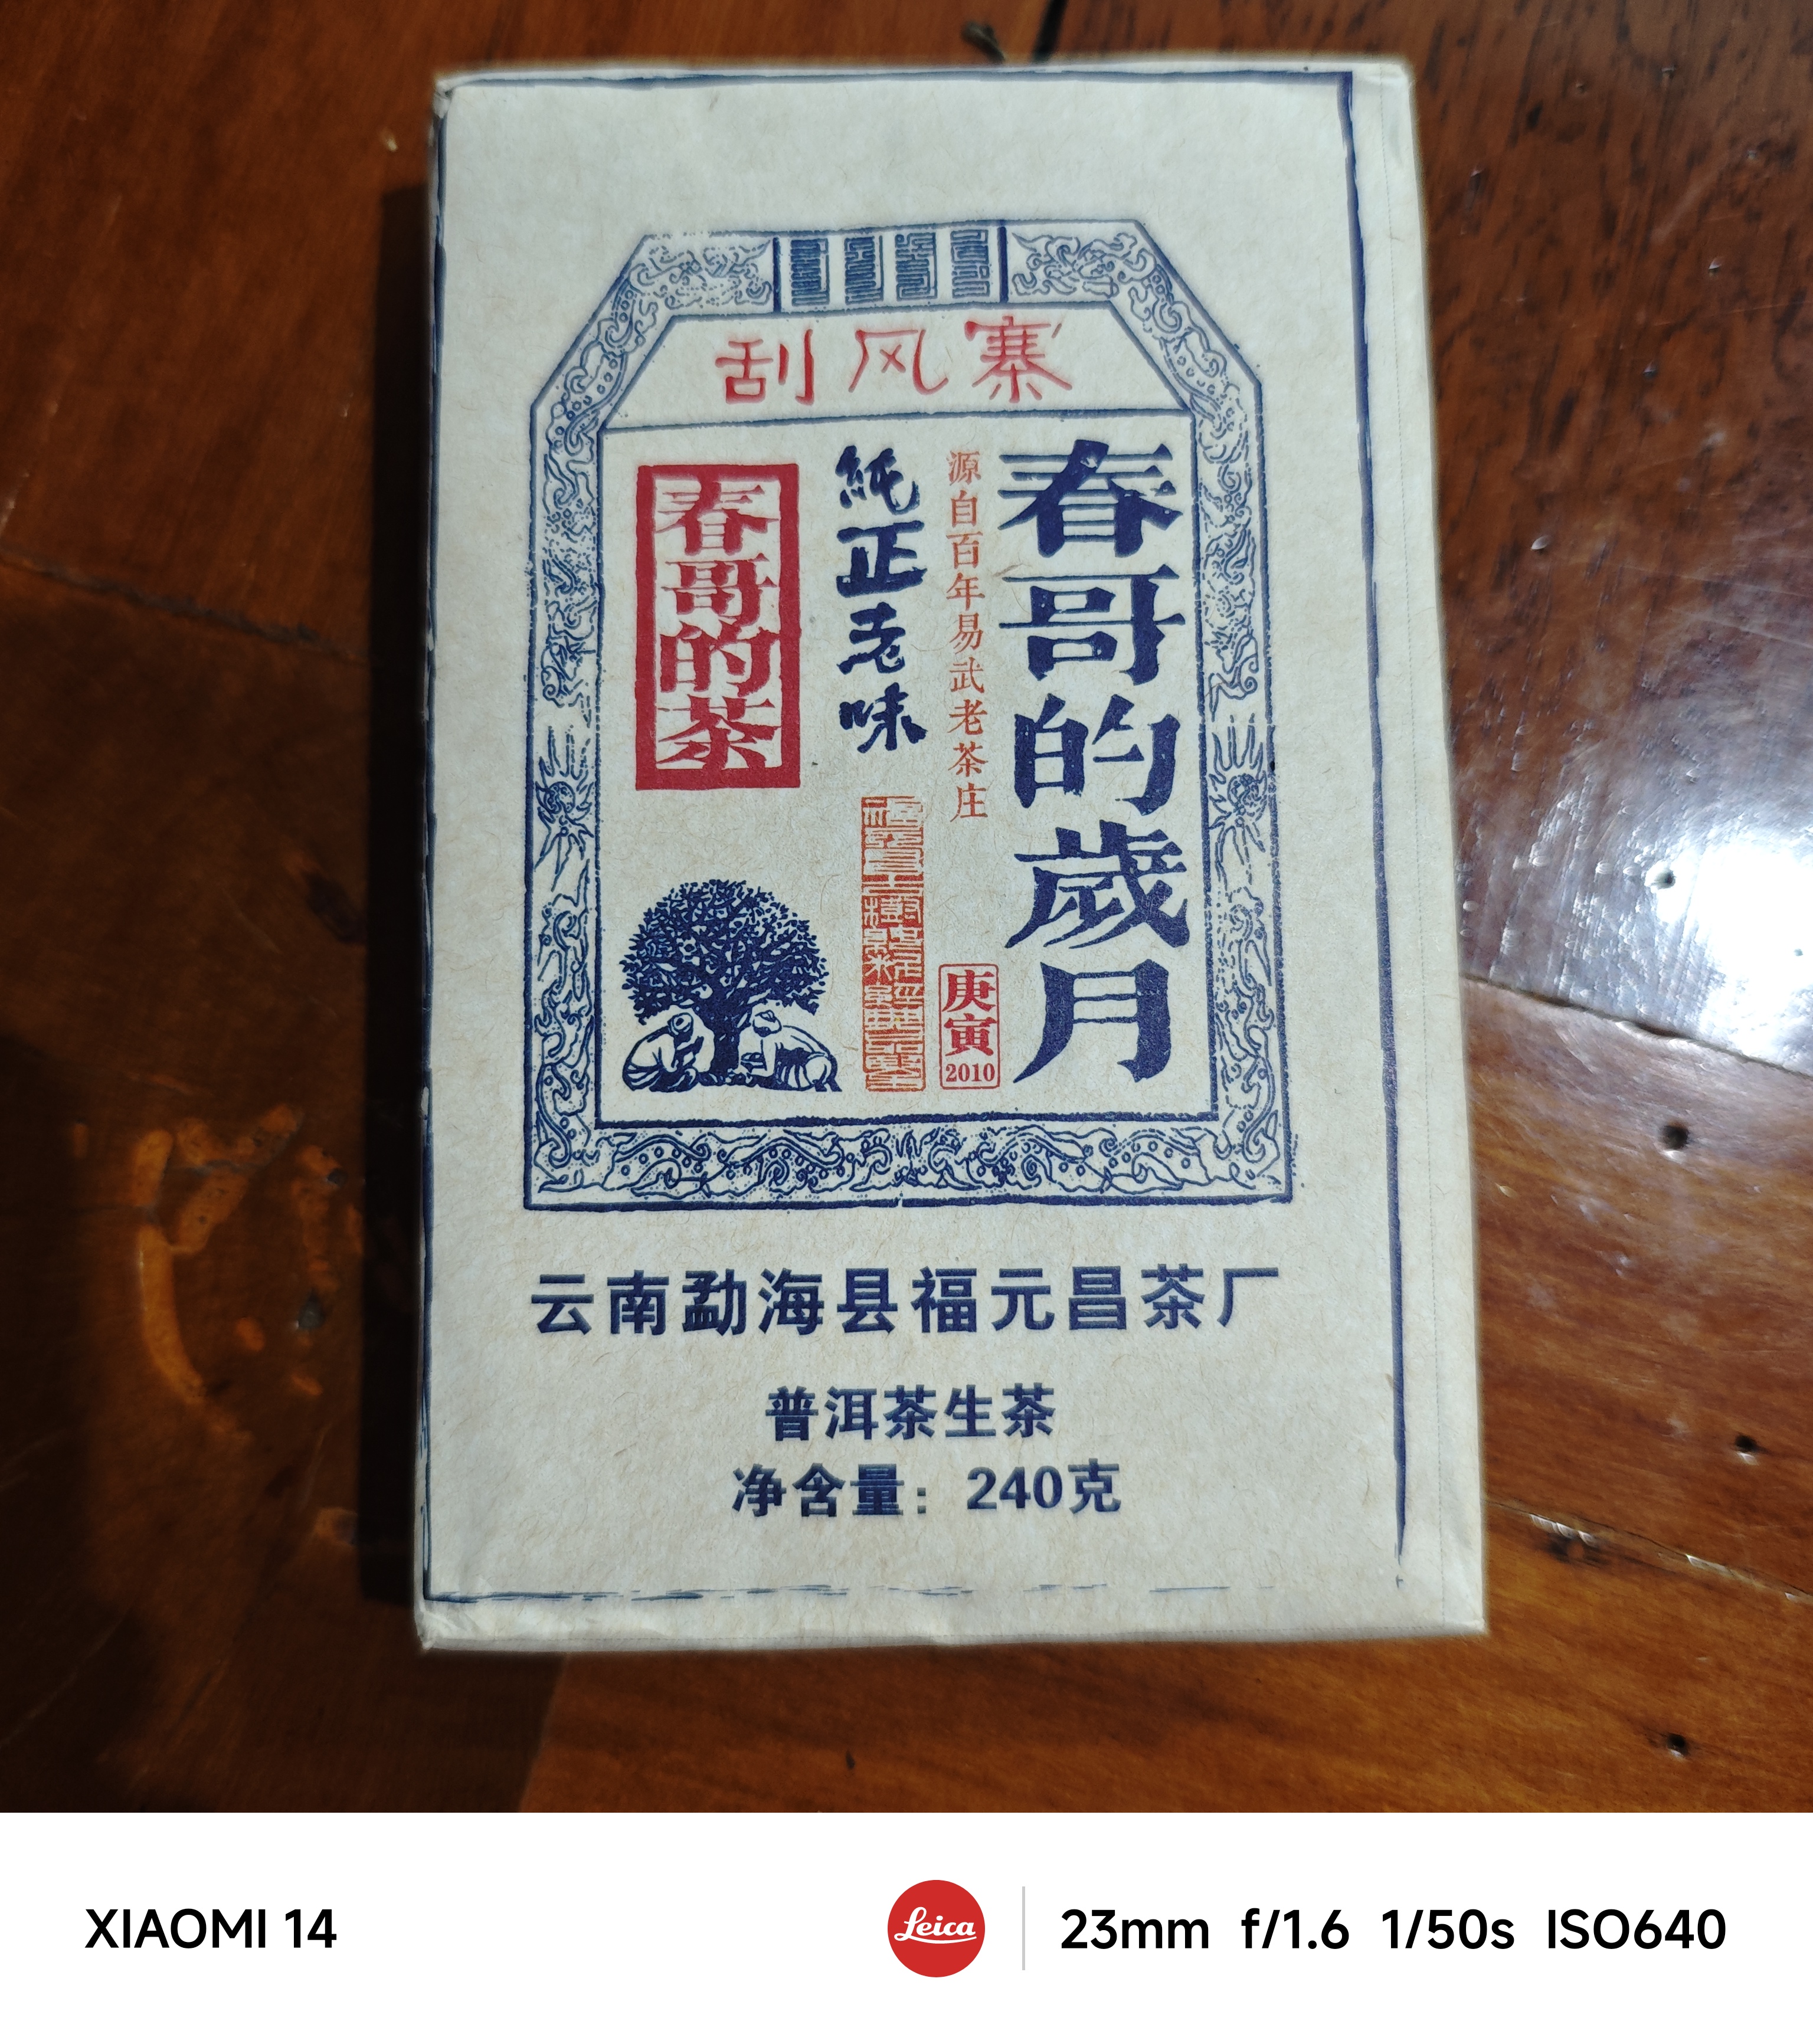 刮风寨
春哥的歲月
源自百年易武老茶庄
庚寅
2010
純正老味
春哥的茶
云南勐海县福元昌茶厂
普洱茶生茶
净含量：240克
XIAOMI 14
Leica
23mm f/1.6 1/50s ISO640